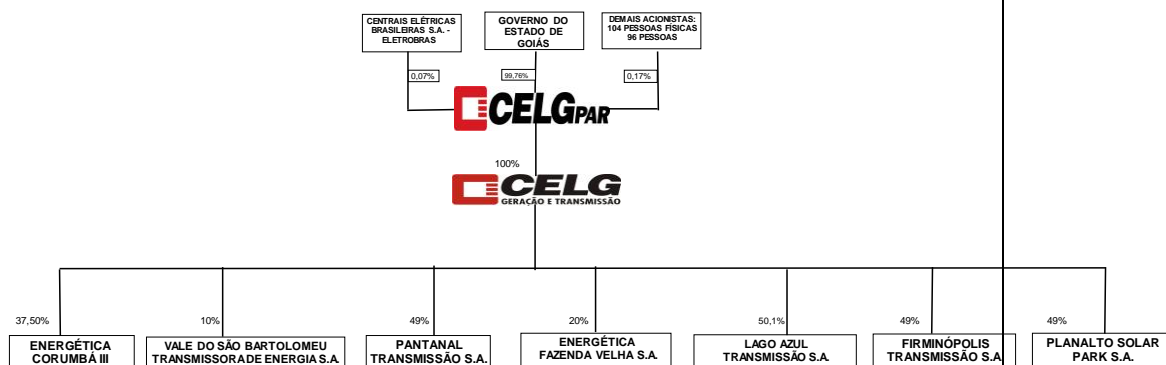 CENTRAIS ELÉTRICAS
BRASILEIRAS S.A. -
ELETROBRAS
GOVERNO DO
ESTADO DE
GOIÁS
DEMAIS ACIONISTAS:
104 PESSOAS FÍSICAS
96 PESSOAS
0,07%
99,76%
0,17%
CELGPAR
100%
CELG
GERAÇÃO E TRANSMISSÃO
37,50%
10%
49%
20%
50,1%
49%
49%
ENERGÉTICA
CORUMBÁ III
VALE DO SÃO BARTOLOMEU
TRANSMISSORA DE ENERGIA S.A.
PANTANAL
TRANSMISSÃO S.A.
ENERGÉTICA
FAZENDA VELHA S.A.
LAGO AZUL
TRANSMISSÃO S.A.
FIRMINÓPOLIS
TRANSMISSÃO S.A.
PLANALTO SOLAR
PARK S.A.